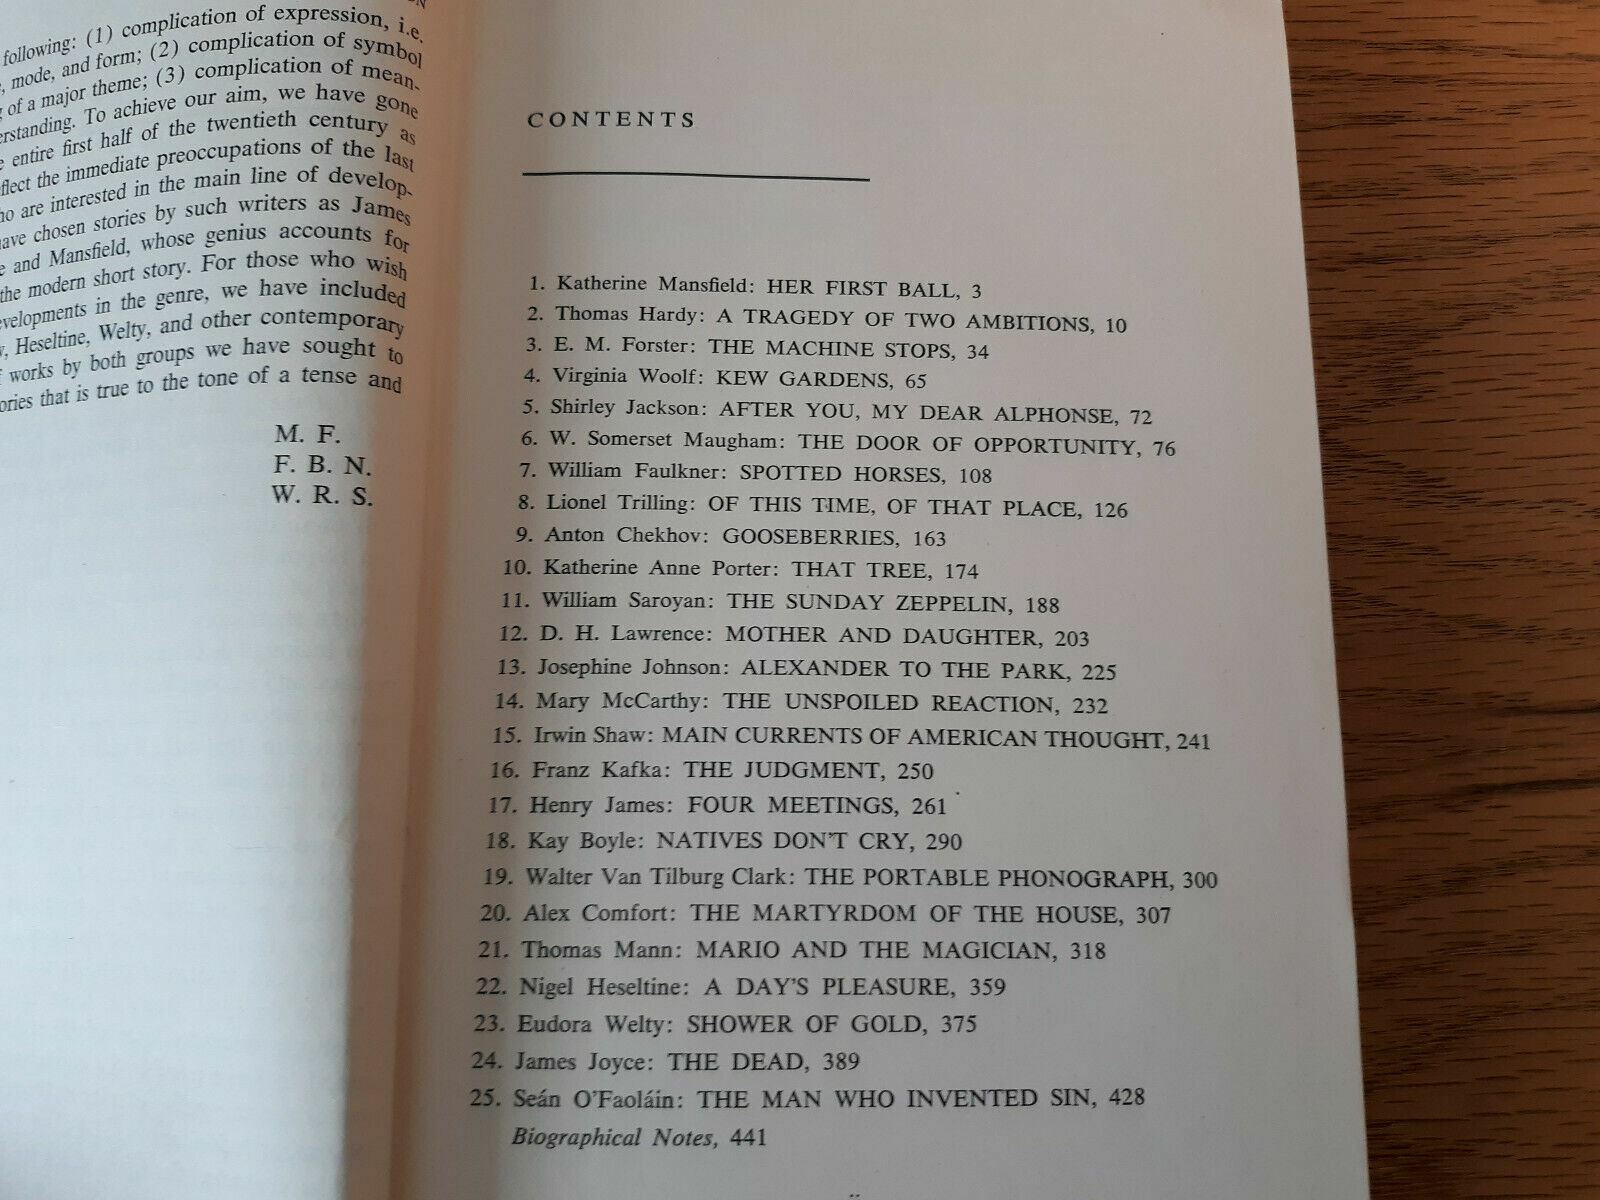 following: (1) complication of expression, i.e.
, mode, and form; (2) complication of symbol
of a major theme; (3) complication of mean-
erstanding. To achieve our aim, we have gone
entire first half of the twentieth century as
flect the immediate preoccupations of the last
ho are interested in the main line of develop-
ave chosen stories by such writers as James
e and Mansfield, whose genius accounts for
the modern short story. For those who wish
evelopments in the genre, we have included
, Heseltine, Welty, and other contemporary
works by both groups we have sought to
ories that is true to the tone of a tense and
M. F.
F. B. N.
W. R. S.
CONTENTS
1. Katherine Mansfield: HER FIRST BALL, 3
2. Thomas Hardy: A TRAGEDY OF TWO AMBITIONS, 10
3. E. M. Forster: THE MACHINE STOPS, 34
4. Virginia Woolf: KEW GARDENS, 65
5. Shirley Jackson: AFTER YOU, MY DEAR ALPHONSE, 72
6. W. Somerset Maugham: THE DOOR OF OPPORTUNITY, 76
7. William Faulkner: SPOTTED HORSES, 108
8. Lionel Trilling: OF THIS TIME, OF THAT PLACE, 126
9. Anton Chekhov: GOOSEBERRIES, 163
10. Katherine Anne Porter: THAT TREE, 174
11. William Saroyan: THE SUNDAY ZEPPELIN, 188
12. D. H. Lawrence: MOTHER AND DAUGHTER, 203
13. Josephine Johnson: ALEXANDER TO THE PARK, 225
14. Mary McCarthy: THE UNSPOILED REACTION, 232
15. Irwin Shaw: MAIN CURRENTS OF AMERICAN THOUGHT, 241
16. Franz Kafka: THE JUDGMENT, 250
17. Henry James: FOUR MEETINGS, 261
18. Kay Boyle: NATIVES DON'T CRY, 290
19. Walter Van Tilburg Clark: THE PORTABLE PHONOGRAPH, 300
20. Alex Comfort: THE MARTYRDOM OF THE HOUSE, 307
21. Thomas Mann: MARIO AND THE MAGICIAN, 318
22. Nigel Heseltine: A DAY'S PLEASURE, 359
23. Eudora Welty: SHOWER OF GOLD, 375
24. James Joyce: THE DEAD, 389
25. Seán O'Faoláin: THE MAN WHO INVENTED SIN, 428
Biographical Notes, 441